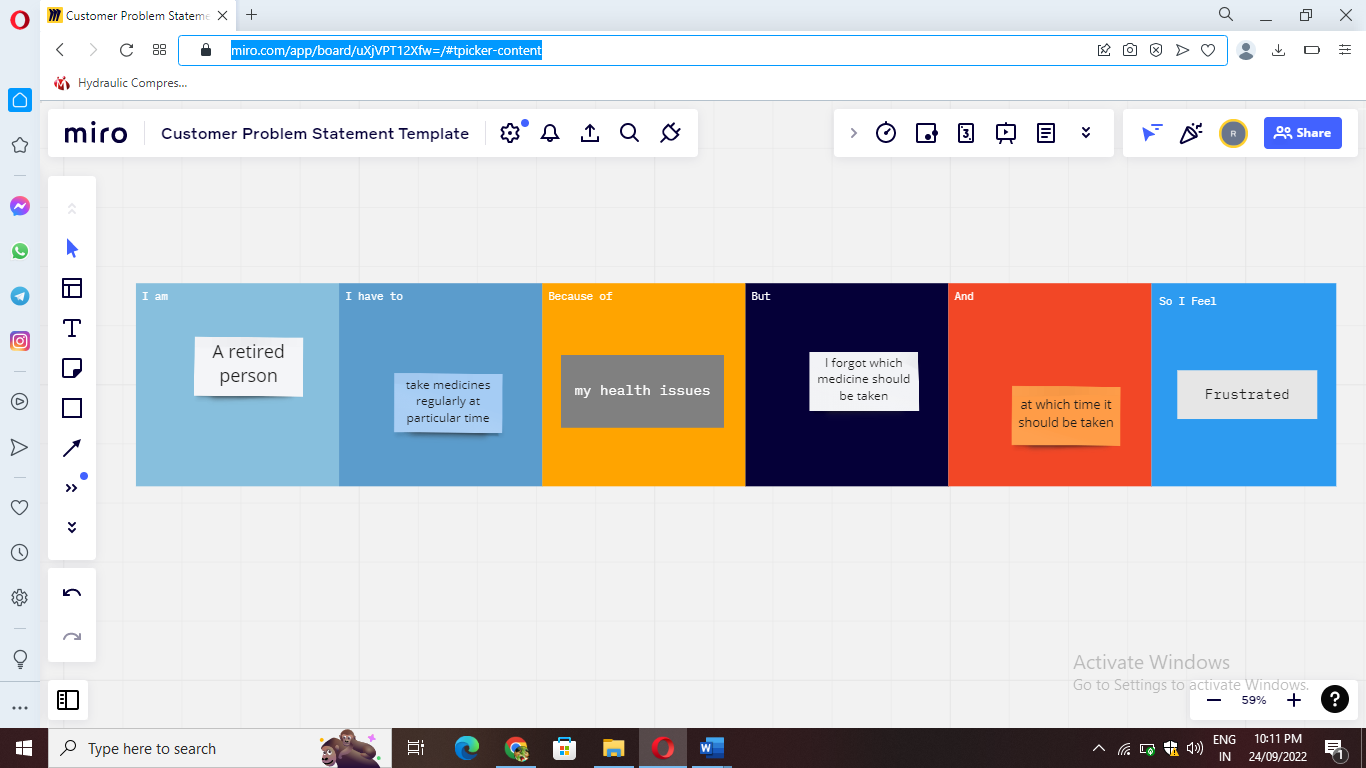 Customer Problem Stateme
miro.com/app/board/uXjVPT12Xfw=/#tpicker-content
Hydraulic Compres...
miro
Customer Problem Statement Template
3
R
Share
I am
I have to
Because of
But
And
So I Feel
A retired
person
take medicines
regularly at
particular time
my health issues
I forgot which
medicine should
be taken
at which time it
should be taken
Frustrated
Activate Windows
Go to Settings to activate Windows.
59%
?
Type here to search
ENG
IN
10:11 PM
24/09/2022
1